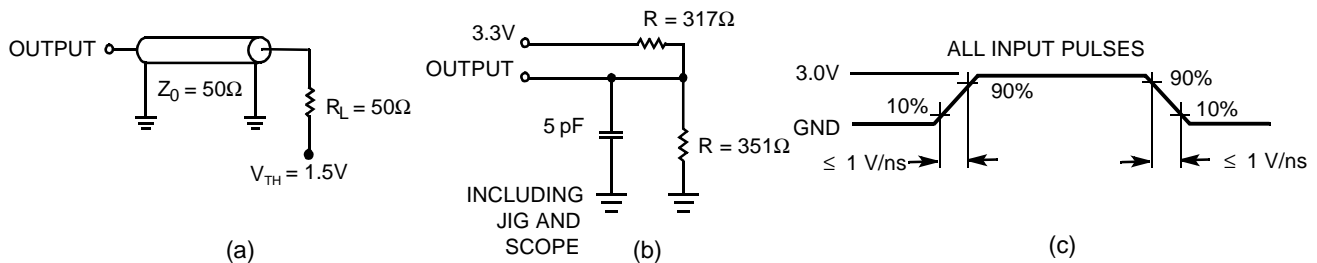 OUTPUT
Z0 = 50Ω
RL = 50Ω
VTH = 1.5V
(a)
R = 317Ω
3.3V
OUTPUT
5 pF
R = 351Ω
INCLUDING
JIG AND
SCOPE
(b)
ALL INPUT PULSES
3.0V
90%
90%
10%
10%
GND
≤ 1 V/ns
≤ 1 V/ns
(c)